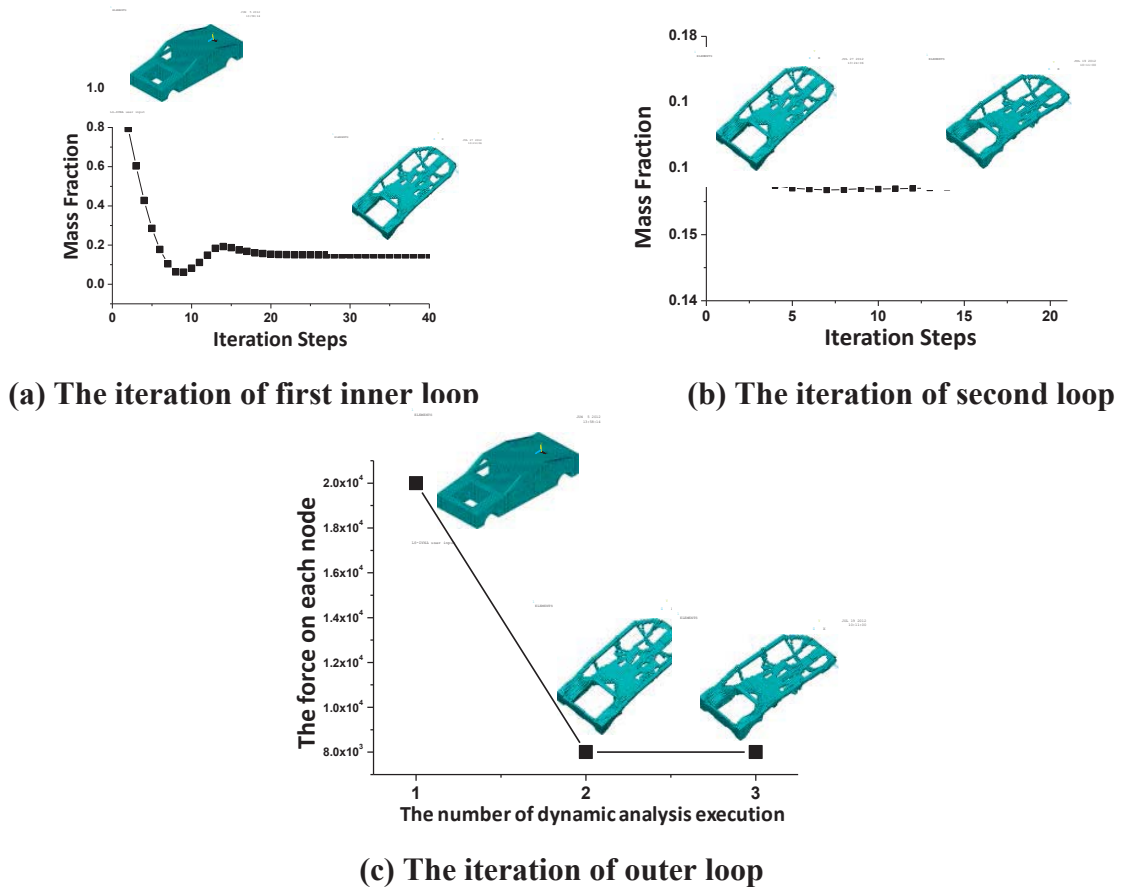 1.0
0.8
0.6
0.4
0.2
0.0
Mass Fraction
0 10 20 30 40
Iteration Steps
(a) The iteration of first inner loop
0.18
0.1
0.1
0.15
0.14
Mass Fraction
0 5 10 15 20
Iteration Steps
(b) The iteration of second loop
2.0x10⁴
1.8x10⁴
1.6x10⁴
1.4x10⁴
1.2x10⁴
1.0x10⁴
8.0x10³
The force on each node
1 2 3
The number of dynamic analysis execution
(c) The iteration of outer loop